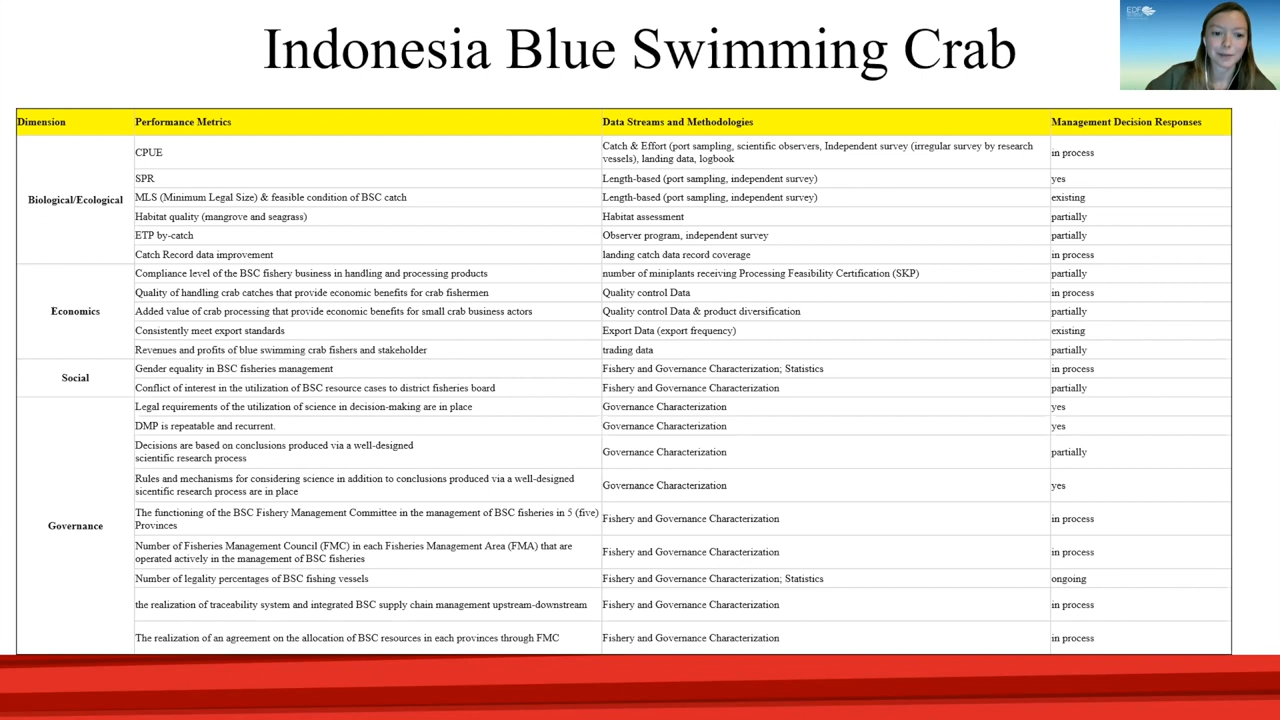 Indonesia Blue Swimming Crab
EDF
Dimension Performance Metrics Data Streams and Methodologies Management Decision Responses
Biological/Ecological
CPUE Catch & Effort (port sampling, scientific observers, Independent survey (irregular survey by research
vessels), landing data, logbook in process
SPR Length-based (port sampling, independent survey) yes
MLS (Minimum Legal Size) & feasible condition of BSC catch Length-based (port sampling, independent survey) existing
Habitat quality (mangrove and seagrass) Habitat assessment partially
ETP by-catch Observer program, independent survey partially
Catch Record data improvement landing catch data record coverage in process
Economics
Compliance level of the BSC fishery business in handling and processing products number of miniplants receiving Processing Feasibility Certification (SKP) partially
Quality of handling crab catches that provide economic benefits for crab fishermen Quality control Data in process
Added value of crab processing that provide economic benefits for small crab business actors Quality control Data & product diversification partially
Consistently meet export standards Export Data (export frequency) existing
Revenues and profits of blue swimming crab fishers and stakeholder trading data partially
Social
Gender equality in BSC fisheries management Fishery and Governance Characterization; Statistics in process
Conflict of interest in the utilization of BSC resource cases to district fisheries board Fishery and Governance Characterization partially
Governance
Legal requirements of the utilization of science in decision-making are in place Governance Characterization yes
DMP is repeatable and recurrent. Governance Characterization yes
Decisions are based on conclusions produced via a well-designed
scientific research process Governance Characterization partially
Rules and mechanisms for considering science in addition to conclusions produced via a well-designed
sicentific research process are in place Governance Characterization yes
The functioning of the BSC Fishery Management Committee in the management of BSC fisheries in 5 (five)
Provinces Fishery and Governance Characterization in process
Number of Fisheries Management Council (FMC) in each Fisheries Management Area (FMA) that are
operated actively in the management of BSC fisheries Fishery and Governance Characterization in process
Number of legality percentages of BSC fishing vessels Fishery and Governance Characterization; Statistics ongoing
the realization of traceability system and integrated BSC supply chain management upstream-downstream Fishery and Governance Characterization in process
The realization of an agreement on the allocation of BSC resources in each provinces through FMC Fishery and Governance Characterization in process